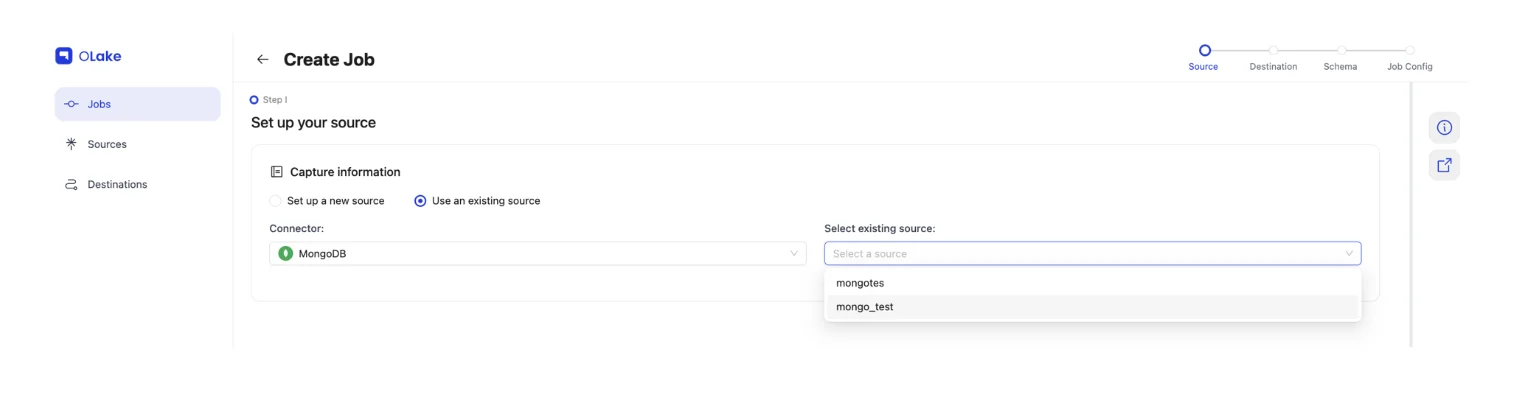 OLake
Jobs
Sources
Destinations
Create Job
Source
Destination
Schema
Job Config
Step I
Set up your source
Capture information
Set up a new source
Use an existing source
Connector:
MongoDB
Select existing source:
Select a source
mongotes
mongo_test